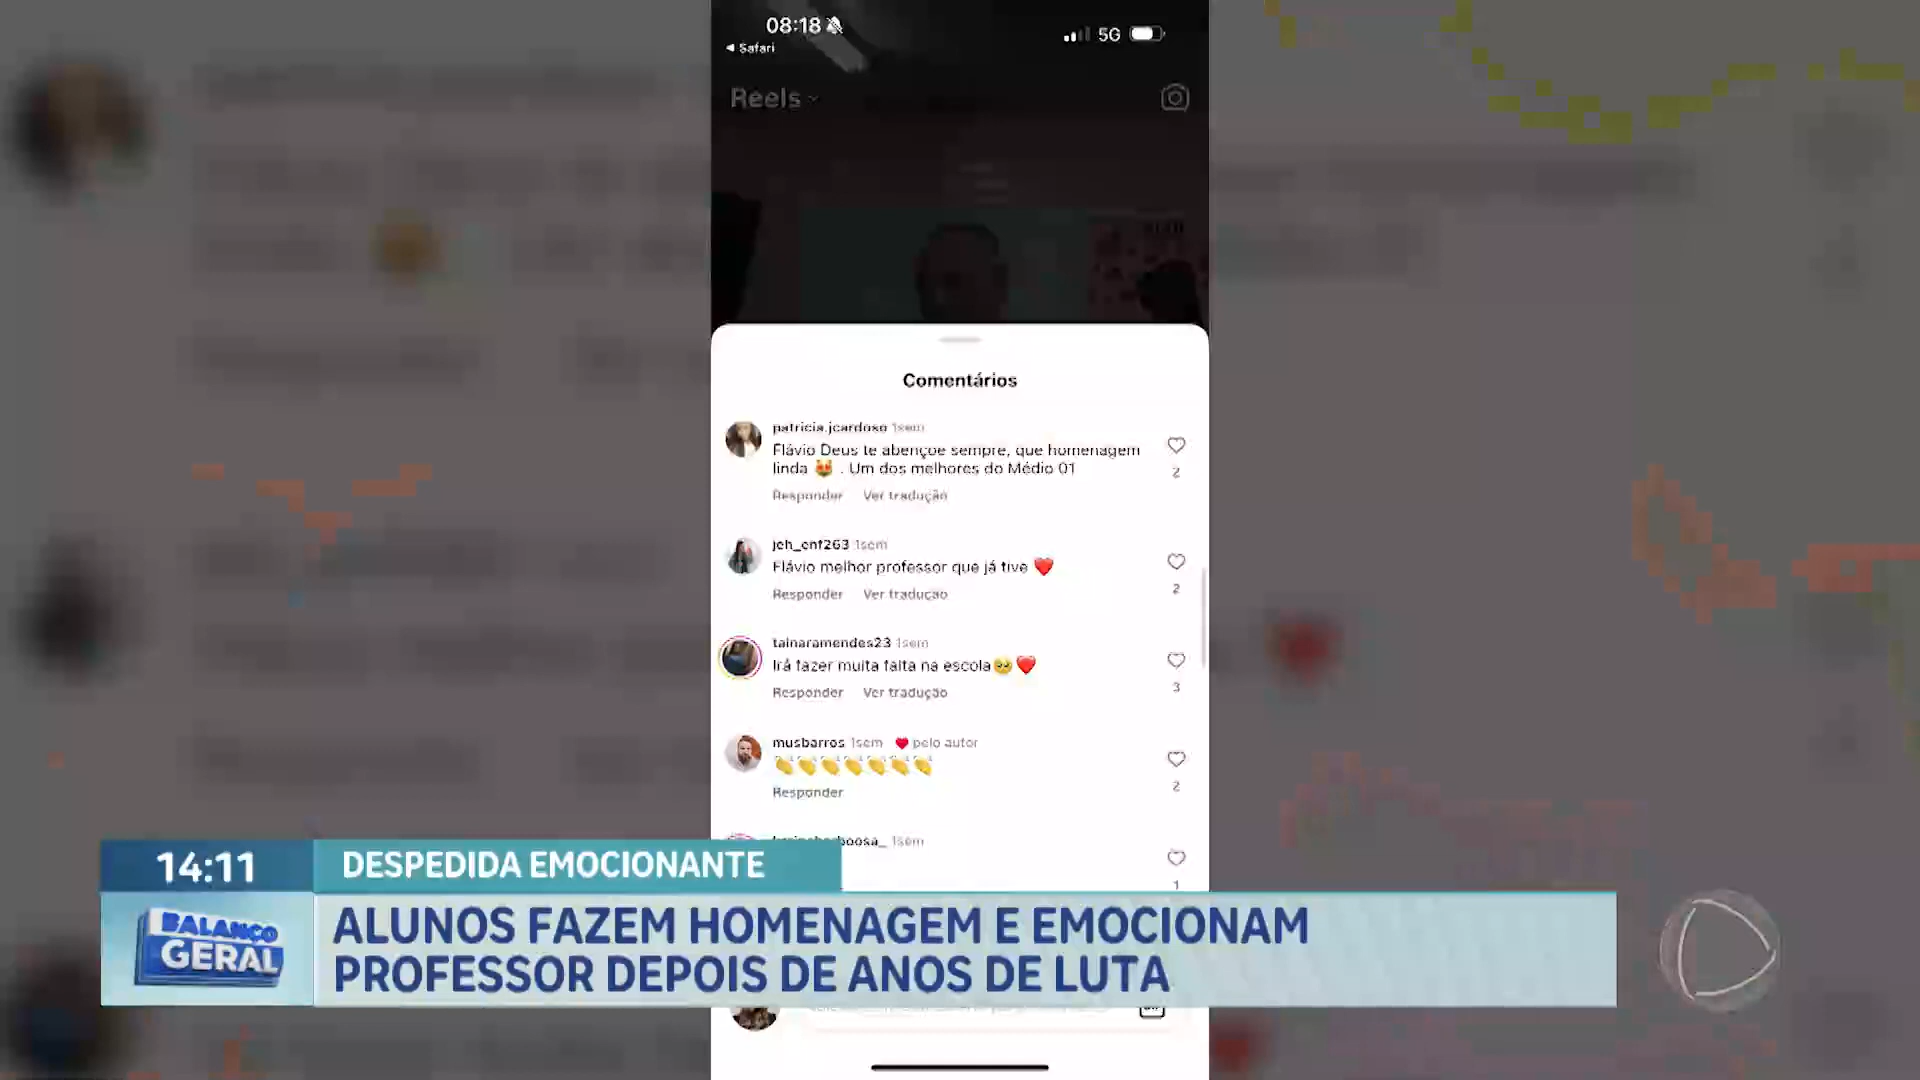 08:18
Safari
5G
Reels
Comentários
patricia.jcardoso 1sem
Flávio Deus te abençoe sempre, que homenagem
linda 😻 . Um dos melhores do Médio 01
2
Responder Ver tradução
jeh_enf263 1sem
Flávio melhor professor que já tive ❤️
2
Responder Ver tradução
tainaramendes23 1sem
Irá fazer muita falta na escola🥹❤️
3
Responder Ver tradução
musbarros 1sem ❤️ pelo autor
👏👏👏👏👏👏👏
2
Responder
1sem
1
14:11
DESPEDIDA EMOCIONANTE
BALANÇO
GERAL
ALUNOS FAZEM HOMENAGEM E EMOCIONAM
PROFESSOR DEPOIS DE ANOS DE LUTA